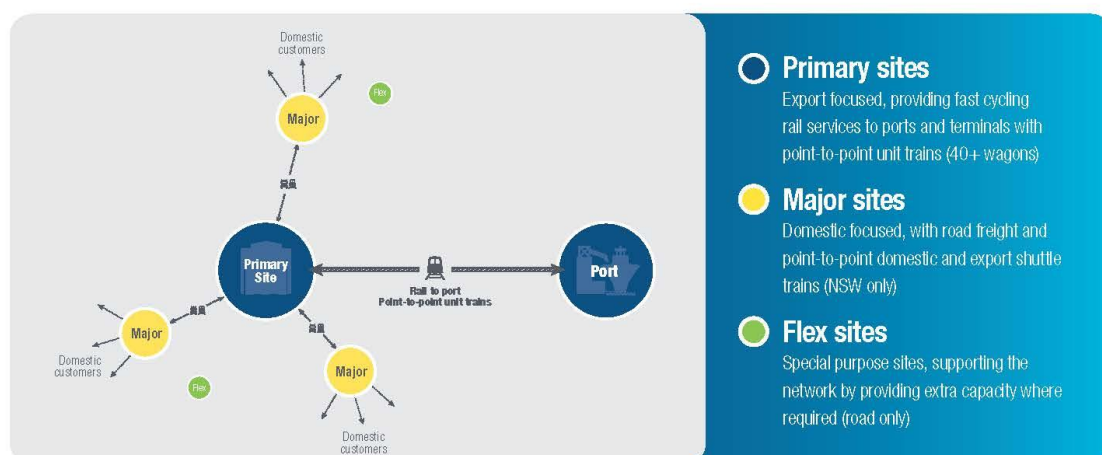 Domestic
customers
Flex
Major
Primary
Site
Port
Rail to port
Point-to-point unit trains
Major
Domestic
customers
Flex
Major
Domestic
customers
Primary sites
Export focused, providing fast cycling
rail services to ports and terminals with
point-to-point unit trains (40+ wagons)
Major sites
Domestic focused, with road freight and
point-to-point domestic and export shuttle
trains (NSW only)
Flex sites
Special purpose sites, supporting the
network by providing extra capacity where
required (road only)